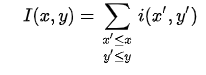 I(x, y) = ∑ i(x′, y′)
x′≤x
y′≤y